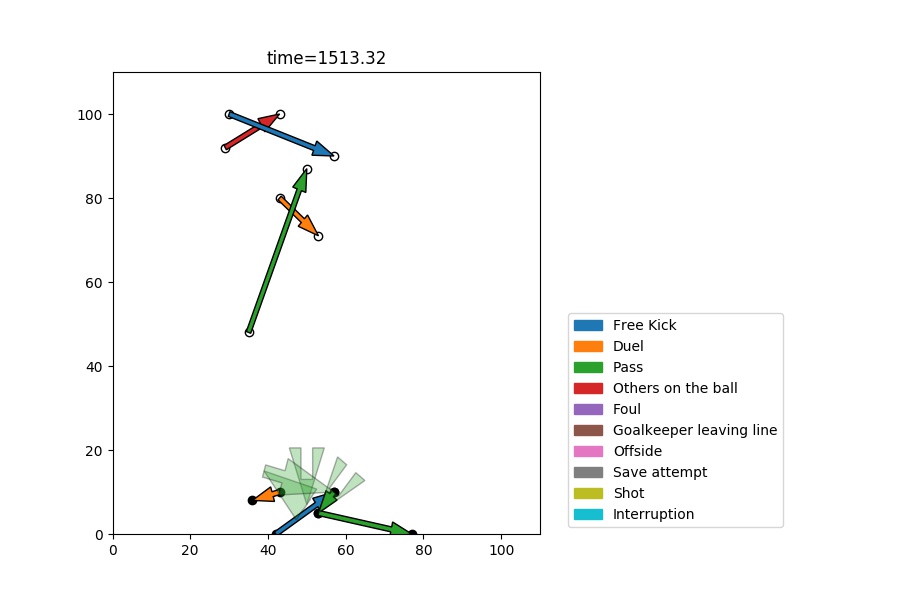 time=1513.32
100
80
60
40
20
0
0 20 40 60 80 100
Free Kick
Duel
Pass
Others on the ball
Foul
Goalkeeper leaving line
Offside
Save attempt
Shot
Interruption